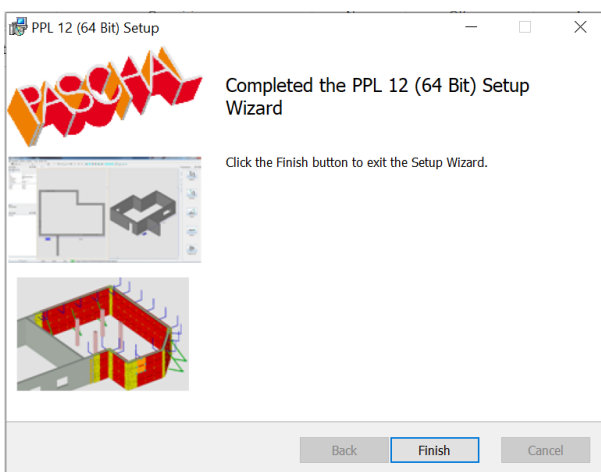 PPL 12 (64 Bit) Setup
PASCHAL
Completed the PPL 12 (64 Bit) Setup
Wizard
Click the Finish button to exit the Setup Wizard.
Back
Finish
Cancel